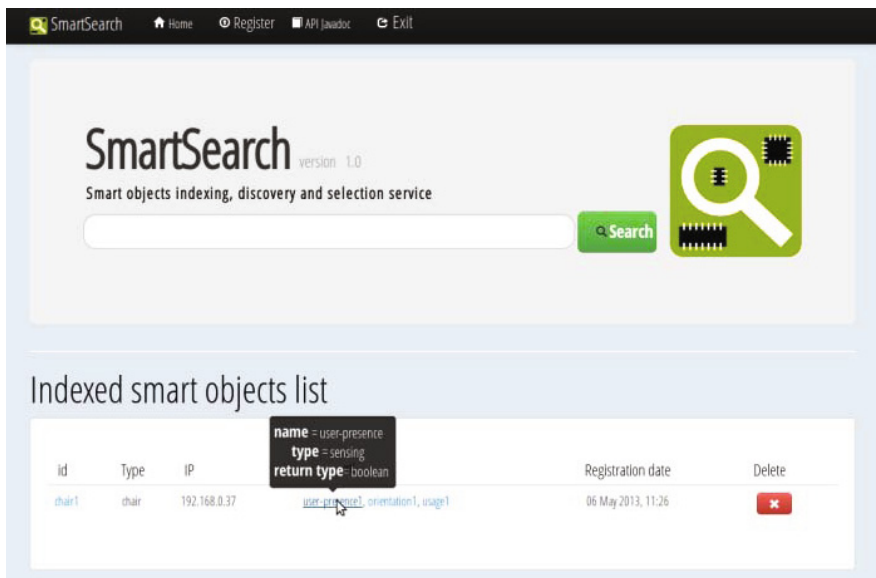 SmartSearch Home Register API Javadoc Exit
SmartSearch version 1.0
Smart objects indexing, discovery and selection service
Search
Indexed smart objects list
name = user-presence
type = sensing
return type= boolean
id Type IP Registration date Delete
chair1 chair 192.168.0.37 user-presence1, orientation1, usage1 06 May 2013, 11:26